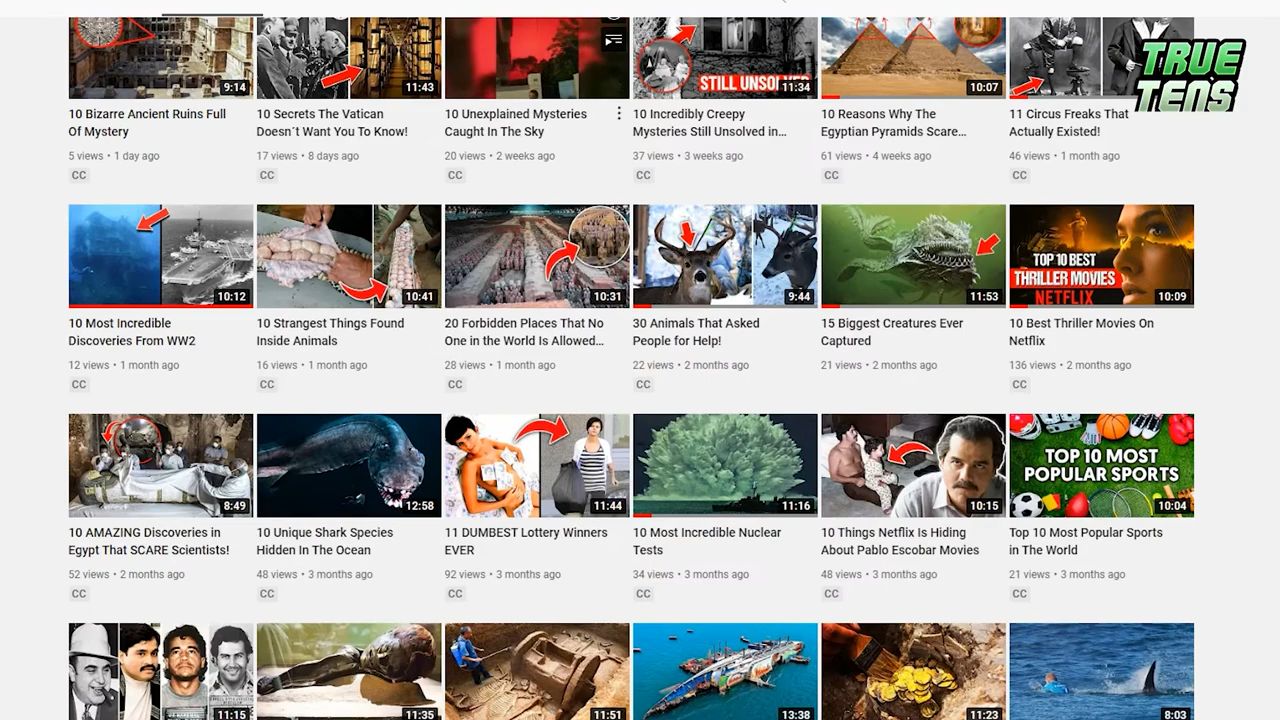 TRUE
TENS
9:14
11:43
STILL UNSOLVED
11:34
10:07
10 Bizarre Ancient Ruins Full
Of Mystery
5 views • 1 day ago
CC
10 Secrets The Vatican
Doesn´t Want You To Know!
17 views • 8 days ago
CC
10 Unexplained Mysteries
Caught In The Sky
20 views • 2 weeks ago
CC
10 Incredibly Creepy
Mysteries Still Unsolved in...
37 views • 3 weeks ago
CC
10 Reasons Why The
Egyptian Pyramids Scare...
61 views • 4 weeks ago
CC
11 Circus Freaks That
Actually Existed!
46 views • 1 month ago
CC
10:12
10:41
10:31
9:44
11:53
TOP 10 BEST
THRILLER MOVIES
NETFLIX
10:09
10 Most Incredible
Discoveries From WW2
12 views • 1 month ago
CC
10 Strangest Things Found
Inside Animals
16 views • 1 month ago
CC
20 Forbidden Places That No
One in the World Is Allowed...
28 views • 1 month ago
CC
30 Animals That Asked
People for Help!
22 views • 2 months ago
CC
15 Biggest Creatures Ever
Captured
21 views • 2 months ago
10 Best Thriller Movies On
Netflix
136 views • 2 months ago
CC
8:49
12:58
11:44
11:16
10:15
TOP 10 MOST
POPULAR SPORTS
10:04
10 AMAZING Discoveries in
Egypt That SCARE Scientists!
52 views • 2 months ago
CC
10 Unique Shark Species
Hidden In The Ocean
48 views • 3 months ago
CC
11 DUMBEST Lottery Winners
EVER
92 views • 3 months ago
CC
10 Most Incredible Nuclear
Tests
34 views • 3 months ago
CC
10 Things Netflix Is Hiding
About Pablo Escobar Movies
48 views • 3 months ago
CC
Top 10 Most Popular Sports
in The World
21 views • 3 months ago
CC
11:15
11:35
11:51
13:38
11:23
8:03